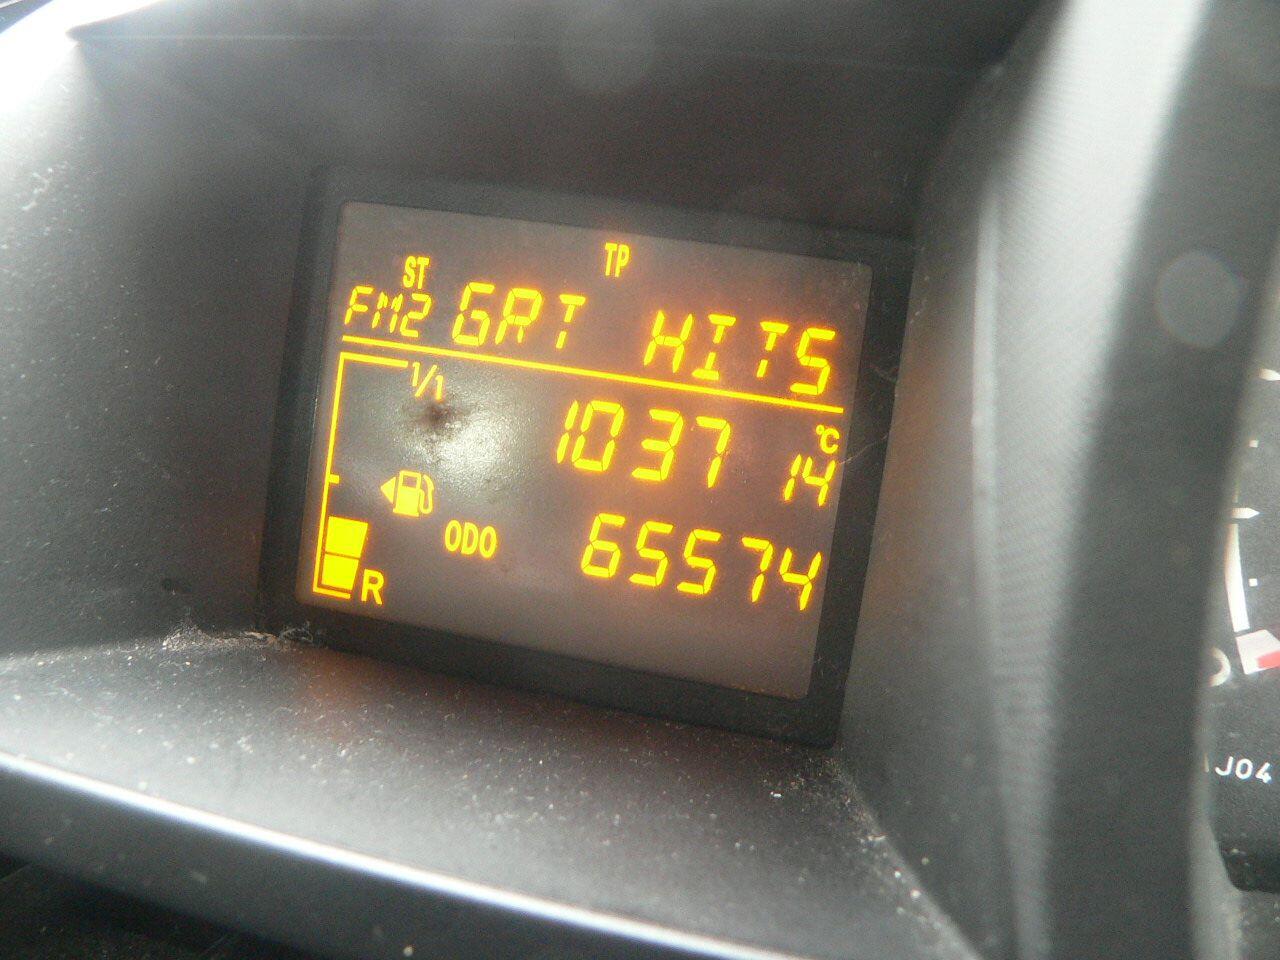 TP
ST
FM2 GRT HITS
1/1
1037 14 °C
ODO 65574
R
J04